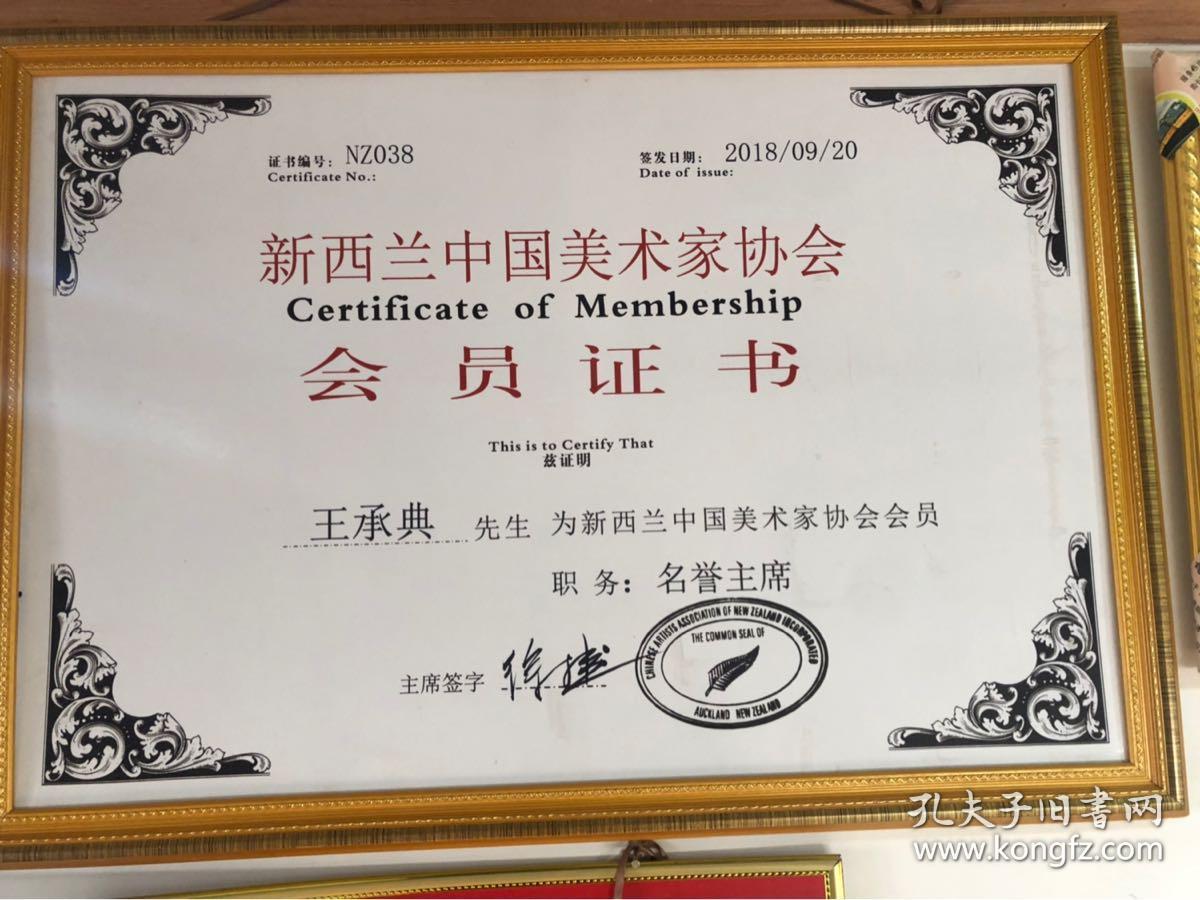 证书编号: NZ038
Certificate No.:
签发日期: 2018/09/20
Date of issue:
新西兰中国美术家协会
Certificate of Membership
会员证书
This is to Certify That
兹证明
王承典 先生 为新西兰中国美术家协会会员
职 务: 名誉主席
主席签字
CHINESE ARTISTS ASSOCIATION OF NEW ZEALAND INCORPORATED
THE COMMON SEAL OF
AUCKLAND NEW ZEALAND
孔夫子旧书网
www.kongfz.com